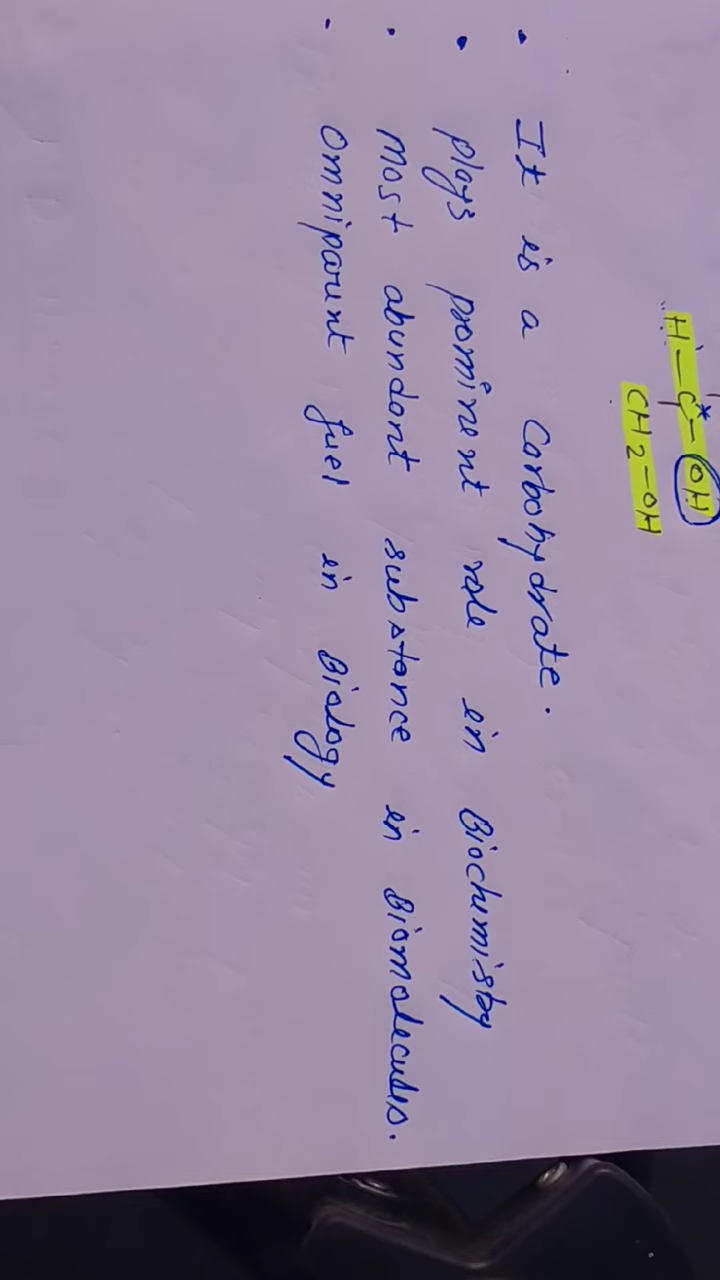 H-C*-OH
CH2-OH
• It is a Carbohydrate.
• plays prominent role in Biochemistry
• most abundant substance in Biomolecules.
• omniparent fuel in Biology